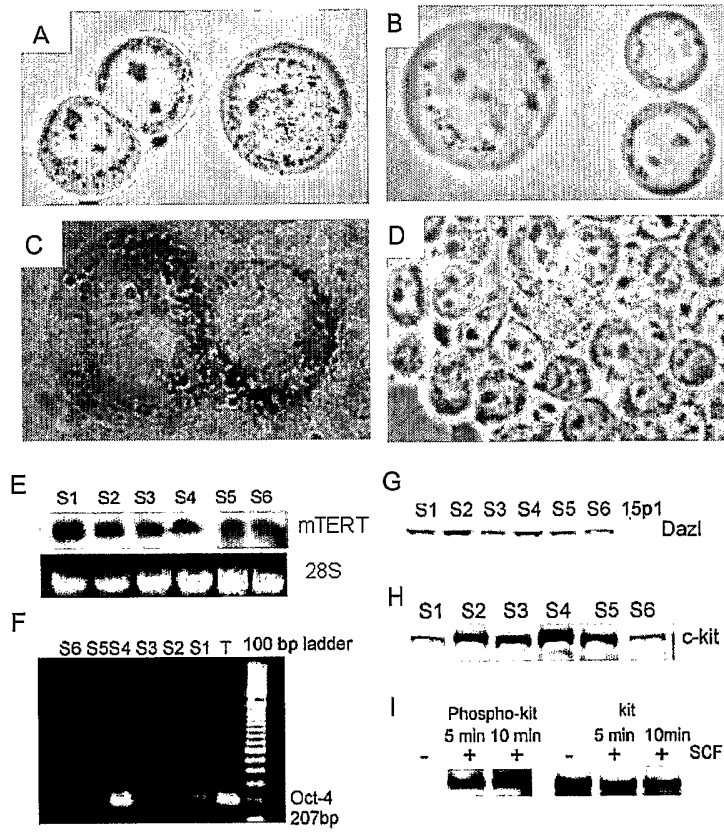 A
B
C
D
E
S1 S2 S3 S4 S5 S6
mTERT
28S
F
S6 S5 S4 S3 S2 S1 T 100 bp ladder
Oct-4
207bp
G
S1 S2 S3 S4 S5 S6 15p1
Dazl
H
S1 S2 S3 S4 S5 S6
c-kit
I
Phospho-kit kit
5 min 10 min 5 min 10min
- + + - + + SCF